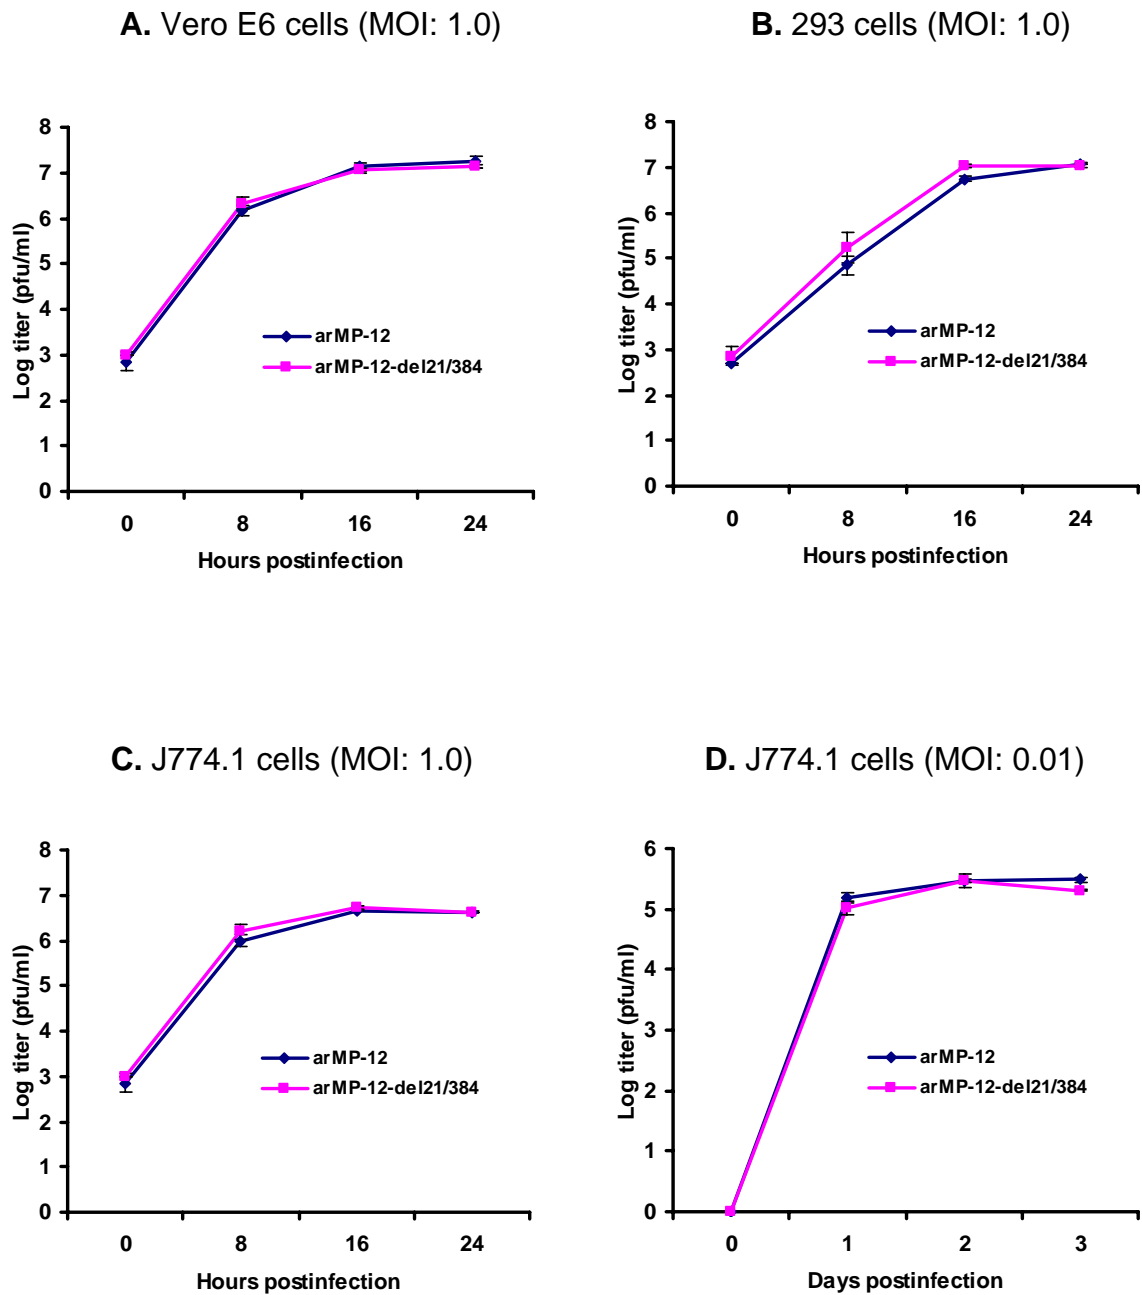 A. Vero E6 cells (MOI: 1.0)
8
7
6
5
4
3
2
1
0
Log titer (pfu/ml)
arMP-12
arMP-12-del21/384
0 8 16 24
Hours postinfection
B. 293 cells (MOI: 1.0)
8
7
6
5
4
3
2
1
0
Log titer (pfu/ml)
arMP-12
arMP-12-del21/384
0 8 16 24
Hours postinfection
C. J774.1 cells (MOI: 1.0)
8
7
6
5
4
3
2
1
0
Log titer (pfu/ml)
arMP-12
arMP-12-del21/384
0 8 16 24
Hours postinfection
D. J774.1 cells (MOI: 0.01)
6
5
4
3
2
1
0
Log titer (pfu/ml)
arMP-12
arMP-12-del21/384
0 1 2 3
Days postinfection